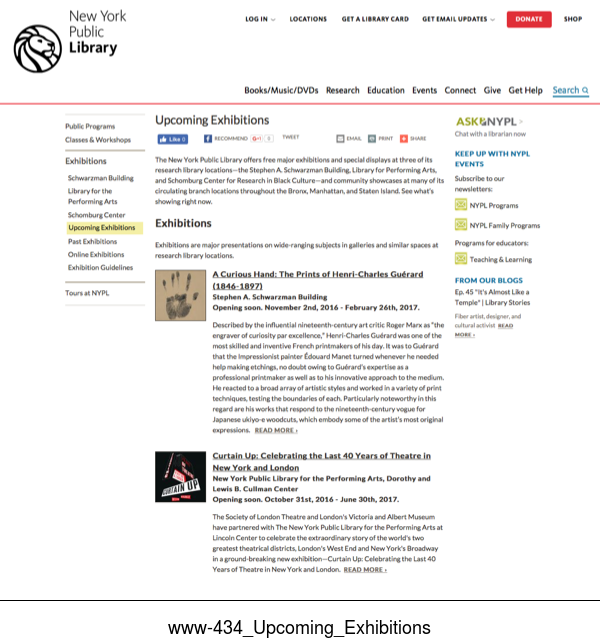 New York
Public
Library
LOG IN
LOCATIONS
GET A LIBRARY CARD
GET EMAIL UPDATES
DONATE
SHOP
Books/Music/DVDs Research Education Events Connect Give Get Help Search
Public Programs
Classes & Workshops
Exhibitions
Schwarzman Building
Library for the
Performing Arts
Schomburg Center
Upcoming Exhibitions
Past Exhibitions
Online Exhibitions
Exhibition Guidelines
Tours at NYPL
Upcoming Exhibitions
Like 0
RECOMMEND
TWEET
EMAIL
PRINT
SHARE
The New York Public Library offers free major exhibitions and special displays at three of its
research library locations—the Stephen A. Schwarzman Building, Library for Performing Arts,
and Schomburg Center for Research in Black Culture—and community showcases at many of its
circulating branch locations throughout the Bronx, Manhattan, and Staten Island. See what's
showing right now.
Exhibitions
Exhibitions are major presentations on wide-ranging subjects in galleries and similar spaces at
research library locations.
A Curious Hand: The Prints of Henri-Charles Guérard
(1846-1897)
Stephen A. Schwarzman Building
Opening soon. November 2nd, 2016 - February 26th, 2017.
Described by the influential nineteenth-century art critic Roger Marx as "the
engraver of curiosity par excellence," Henri-Charles Guérard was one of the
most skilled and inventive French printmakers of his day. It was to Guérard
that the Impressionist painter Édouard Manet turned whenever he needed
help making etchings, no doubt owing to Guérard's expertise as a
professional printmaker as well as to his innovative approach to the medium.
He reacted to a broad array of artistic styles and worked in a variety of print
techniques, testing the boundaries of each. Particularly noteworthy in this
regard are his works that respond to the nineteenth-century vogue for
Japanese ukiyo-e woodcuts, which embody some of the artist's most original
expressions. READ MORE ›
CURTAIN UP
Curtain Up: Celebrating the Last 40 Years of Theatre in
New York and London
New York Public Library for the Performing Arts, Dorothy and
Lewis B. Cullman Center
Opening soon. October 31st, 2016 - June 30th, 2017.
The Society of London Theatre and London's Victoria and Albert Museum
have partnered with The New York Public Library for the Performing Arts at
Lincoln Center to celebrate the extraordinary story of the world's two
greatest theatrical districts, London's West End and New York's Broadway
in a ground-breaking new exhibition—Curtain Up: Celebrating the Last 40
Years of Theatre in New York and London. READ MORE ›
ASK NYPL >
Chat with a librarian now
KEEP UP WITH NYPL
EVENTS
Subscribe to our
newsletters:
NYPL Programs
NYPL Family Programs
Programs for educators:
Teaching & Learning
FROM OUR BLOGS
Ep. 45 "It's Almost Like a
Temple" | Library Stories
Fiber artist, designer, and
cultural activist READ
MORE ›
www-434_Upcoming_Exhibitions